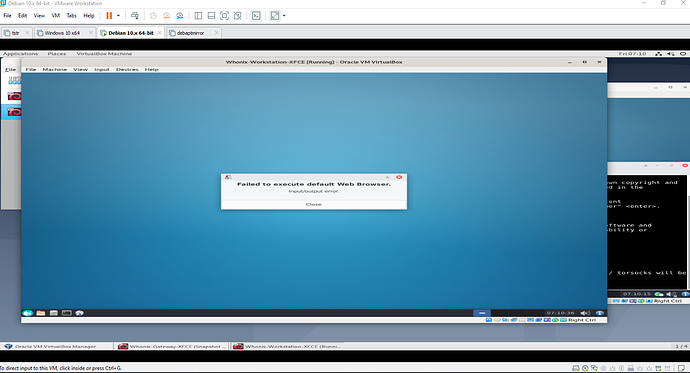 Debian 10.x 64-bit - VMware Workstation
File Edit View VM Tabs Help
tstr Windows 10 x64 Debian 10.x 64-bit debaptmirror
Applications Places VirtualBox Machine Fri 07:10
File
Whonix-Workstation-XFCE [Running] - Oracle VM VirtualBox
File Machine View Input Devices Help
own copyright and
ed in the
Failed to execute default Web Browser.
Input/output error.
Close
oftware and
bility or
/ torsocks will be
07:10:15
Right Ctrl
07:10:36
Right Ctrl
Oracle VM VirtualBox Manager Whonix-Gateway-XFCE (Snapshot ... Whonix-Workstation-XFCE [Runni...
1 / 4
To direct input to this VM, click inside or press Ctrl+G.